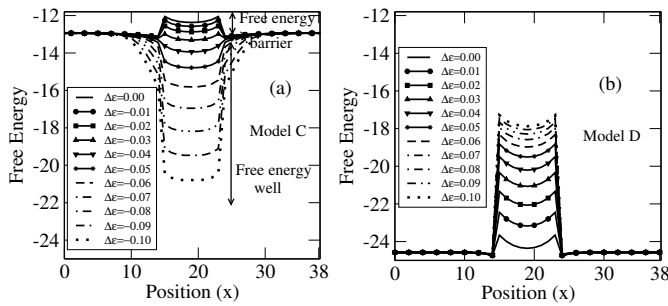 Free Energy
-12
-14
-16
-18
-20
-22
-24
Free energy
barrier
(a)
Model C
Free energy
well
Δε=0.00
Δε=−0.01
Δε=−0.02
Δε=−0.03
Δε=−0.04
Δε=−0.05
Δε=−0.06
Δε=−0.07
Δε=−0.08
Δε=−0.09
Δε=−0.10
0 10 20 30 38
Position (x)
Free Energy
-12
-14
-16
-18
-20
-22
-24
(b)
Model D
Δε=0.00
Δε=0.01
Δε=0.02
Δε=0.03
Δε=0.04
Δε=0.05
Δε=0.06
Δε=0.07
Δε=0.08
Δε=0.09
Δε=0.10
0 10 20 30 38
Position (x)